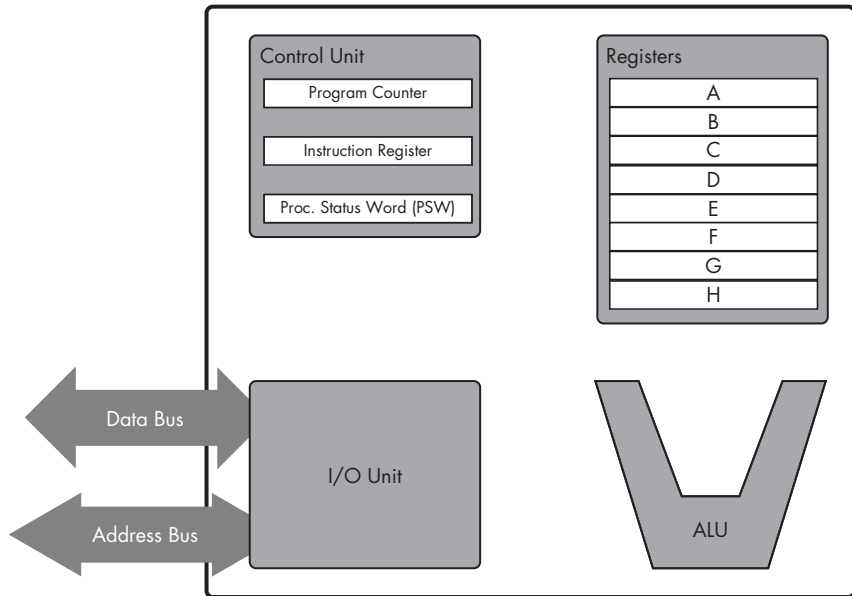 Control Unit
Program Counter
Instruction Register
Proc. Status Word (PSW)
Registers
A
B
C
D
E
F
G
H
Data Bus
Address Bus
I/O Unit
ALU